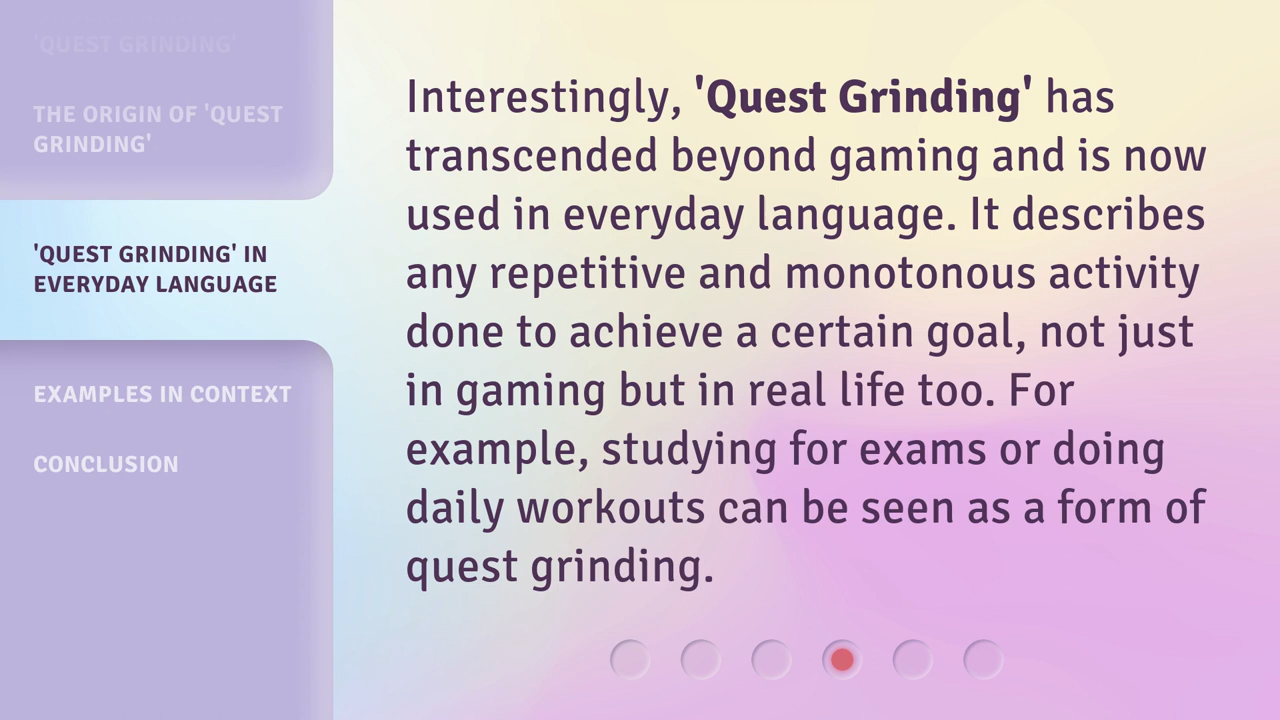 'QUEST GRINDING'
THE ORIGIN OF 'QUEST
GRINDING'
'QUEST GRINDING' IN
EVERYDAY LANGUAGE
EXAMPLES IN CONTEXT
CONCLUSION
Interestingly, 'Quest Grinding' has
transcended beyond gaming and is now
used in everyday language. It describes
any repetitive and monotonous activity
done to achieve a certain goal, not just
in gaming but in real life too. For
example, studying for exams or doing
daily workouts can be seen as a form of
quest grinding.